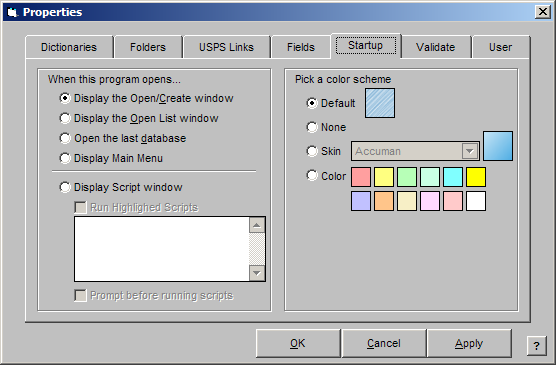 Properties
Dictionaries Folders USPS Links Fields Startup Validate User
When this program opens...
Display the Open/Create window
Display the Open List window
Open the last database
Display Main Menu
Display Script window
Run Highlighed Scripts
Prompt before running scripts
Pick a color scheme
Default
None
Skin Accuman
Color
OK Cancel Apply ?